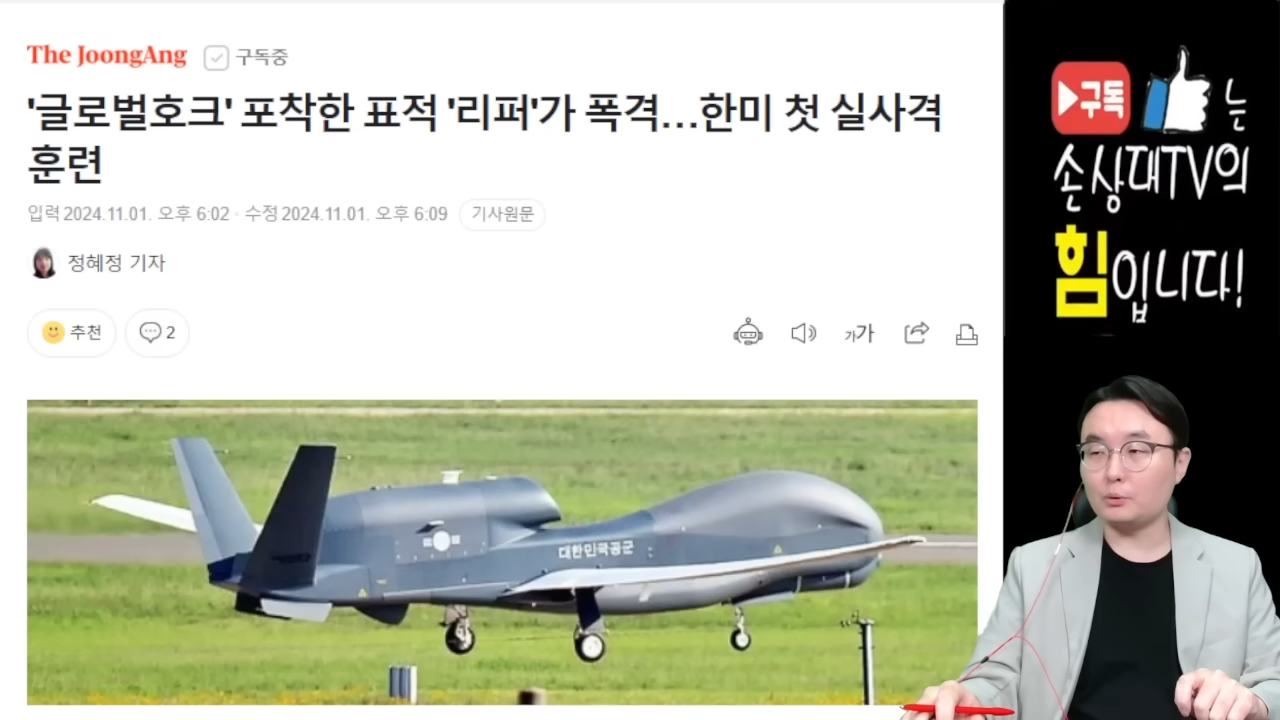 The JoongAng 구독중
'글로벌호크' 포착한 표적 '리퍼'가 폭격…한미 첫 실사격
훈련
입력 2024.11.01. 오후 6:02 · 수정 2024.11.01. 오후 6:09 기사원문
정혜정 기자
추천 2
가가
대한민국공군
구독 는
손상대TV의
힘입니다!